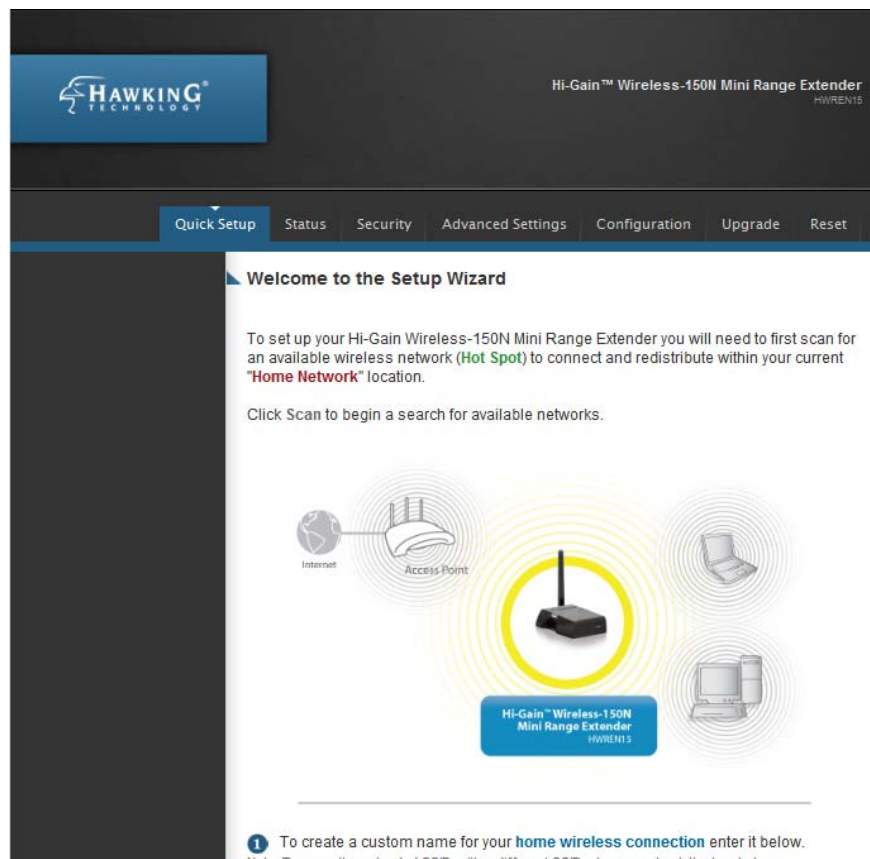 HAWKING®
TECHNOLOGY
Hi-Gain™ Wireless-150N Mini Range Extender
HWREN15
Quick Setup Status Security Advanced Settings Configuration Upgrade Reset
Welcome to the Setup Wizard
To set up your Hi-Gain Wireless-150N Mini Range Extender you will need to first scan for
an available wireless network (Hot Spot) to connect and redistribute within your current
"Home Network" location.
Click Scan to begin a search for available networks.
Internet
Access Point
Hi-Gain™ Wireless-150N
Mini Range Extender
HWREN15
1 To create a custom name for your home wireless connection enter it below.